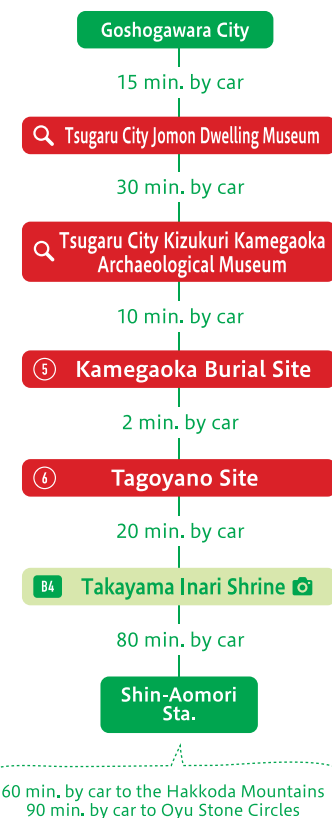 Goshogawara City
15 min. by car
Tsugaru City Jomon Dwelling Museum
30 min. by car
Tsugaru City Kizukuri Kamegaoka
Archaeological Museum
10 min. by car
5 Kamegaoka Burial Site
2 min. by car
6 Tagoyano Site
20 min. by car
B4 Takayama Inari Shrine
80 min. by car
Shin-Aomori
Sta.
60 min. by car to the Hakkoda Mountains
90 min. by car to Oyu Stone Circles